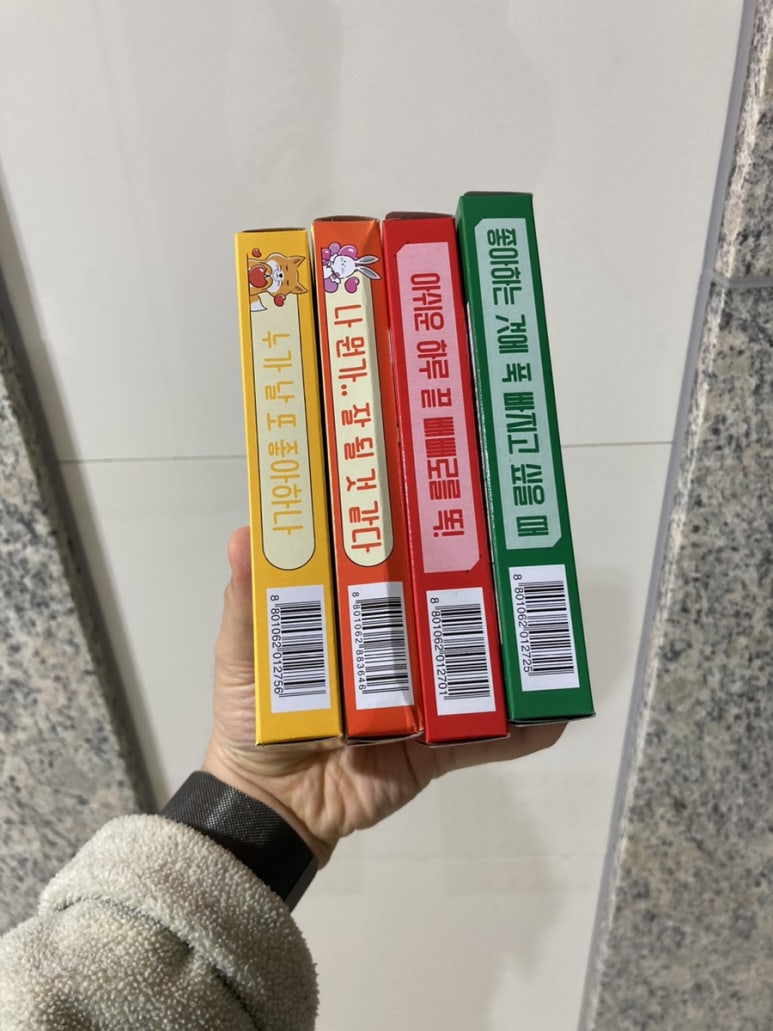 누가 날 또 좋아하나
8 801062 012756
나 뭔가.. 잘 될 것 같다
8 801062 883646
아쉬운 하루 끝 빼빼로를 똑!
8 801062 012701
좋아하는 것에 푹 빠지고 싶을 때
8 801062 012725